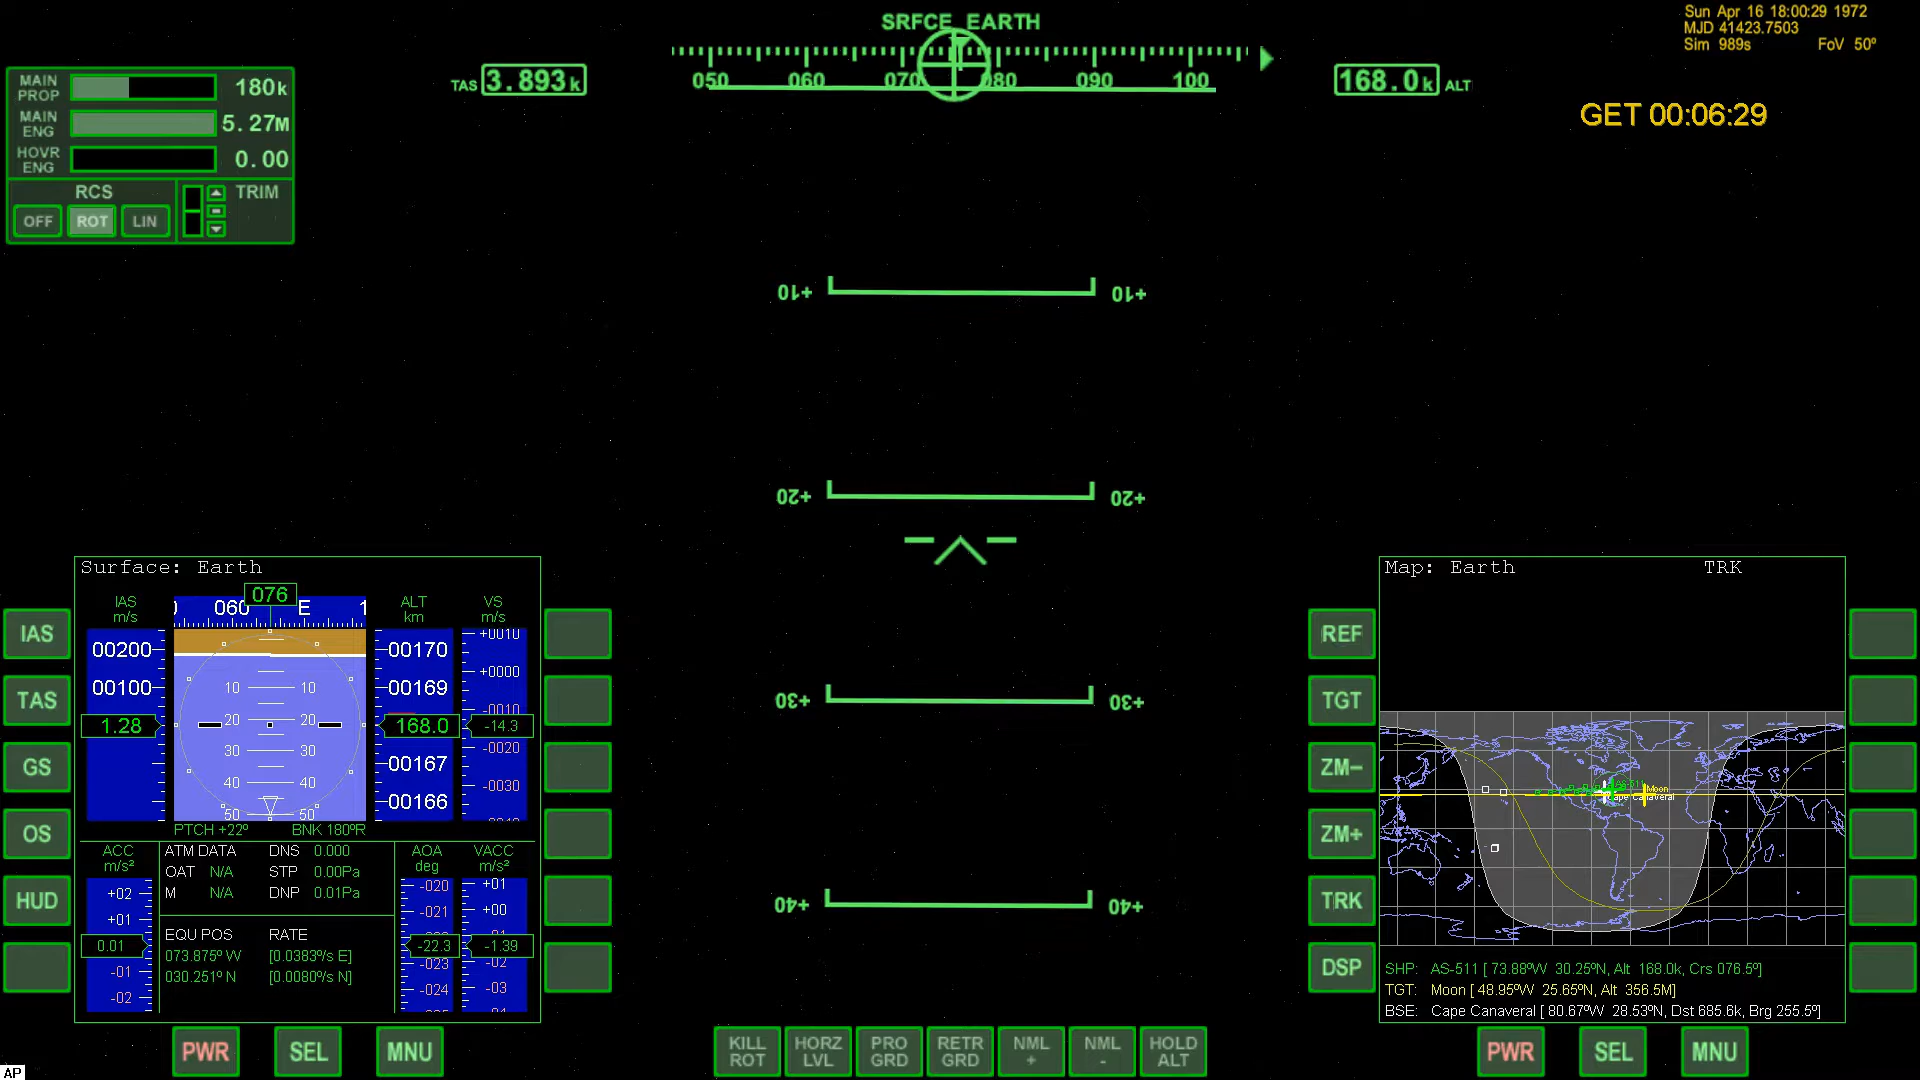 SRFCE EARTH
Sun Apr 16 18:00:29 1972
MJD 41423.7503
Sim 989s FoV 50º
MAIN PROP 180k
MAIN ENG 5.27M
HOVR ENG 0.00
RCS TRIM
OFF ROT LIN
TAS 3.893k
050 060 070 080 090 100
168.0k ALT
GET 00:06:29
+10 +10
+20 +20
+30 +30
+40 +40
Surface: Earth
076
IAS m/s
060 E 1
ALT km
VS m/s
00200
00100
1.28
10 10
20 20
30 30
40 40
50 50
00170
00169
168.0
00167
00166
+0010
+0000
-0010
-14.3
-0020
-0030
PTCH +22º BNK 180ºR
ACC m/s²
+02
+01
0.01
-01
-02
ATM DATA DNS 0.000
OAT N/A STP 0.00Pa
M N/A DNP 0.01Pa
EQU POS RATE
073.875º W [0.0383º/s E]
030.251º N [0.0080º/s N]
AOA deg
-020
-021
-22.3
-023
-024
VACC m/s²
+01
+00
-1.39
-02
-03
IAS
TAS
GS
OS
HUD
PWR SEL MNU
KILL ROT
HORZ LVL
PRO GRD
RETR GRD
NML +
NML -
HOLD ALT
Map: Earth TRK
REF
TGT
ZM-
ZM+
TRK
DSP
Moon
Cape Canaveral
SHP: AS-511 [ 73.88ºW 30.25ºN, Alt 168.0k, Crs 076.5º]
TGT: Moon [ 48.95ºW 25.65ºN, Alt 356.5M]
BSE: Cape Canaveral [ 80.67ºW 28.53ºN, Dst 685.6k, Brg 255.5º]
PWR SEL MNU
AP